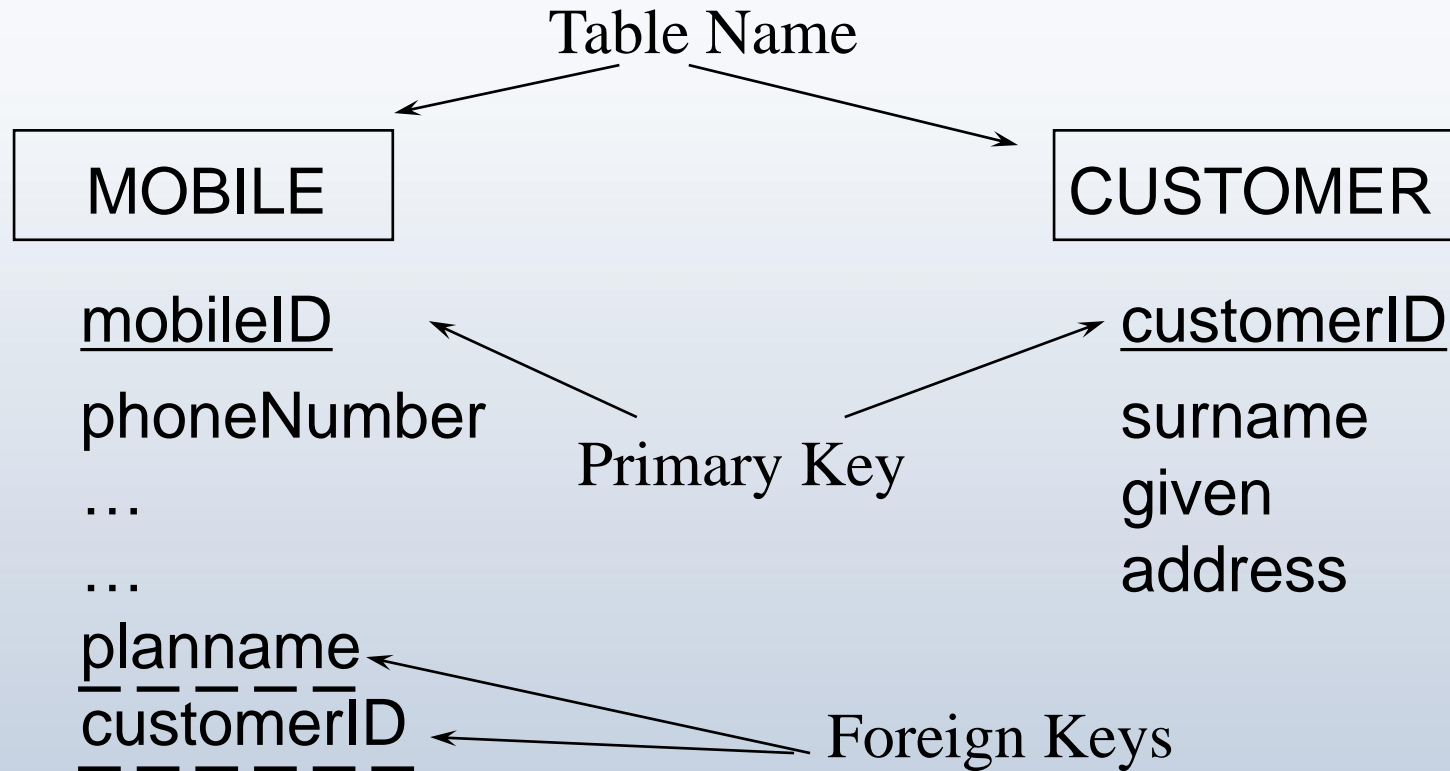 Table Name
MOBILE
CUSTOMER
mobileID
customerID
phoneNumber
surname
Primary Key
given
…
address
…
planname
customerID
Foreign Keys